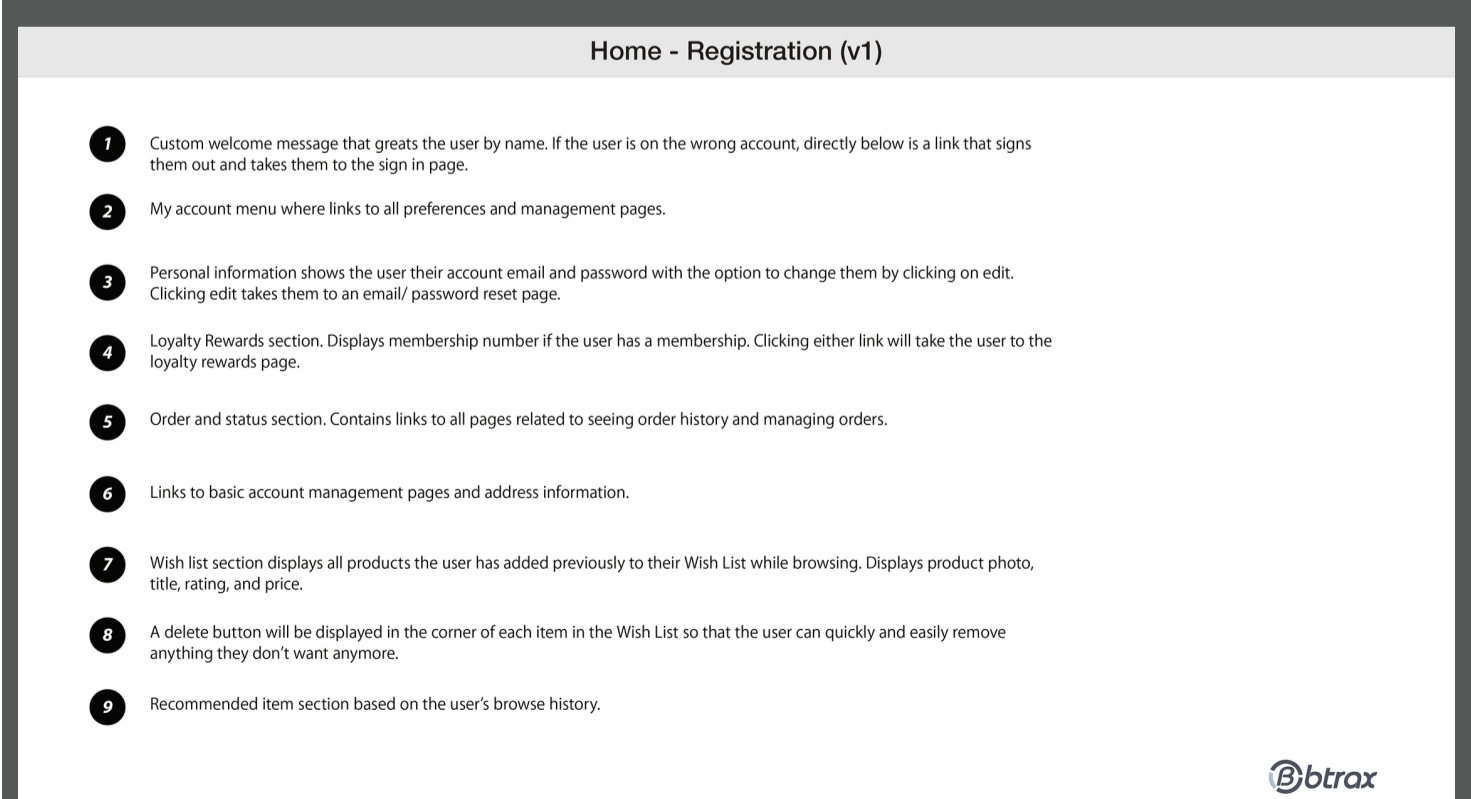 Home - Registration (v1)
1
Custom welcome message that greats the user by name. If the user is on the wrong account, directly below is a link that signs
them out and takes them to the sign in page.
2
My account menu where links to all preferences and management pages.
3
Personal information shows the user their account email and password with the option to change them by clicking on edit.
Clicking edit takes them to an email/ password reset page.
4
Loyalty Rewards section. Displays membership number if the user has a membership. Clicking either link will take the user to the
loyalty rewards page.
5
Order and status section. Contains links to all pages related to seeing order history and managing orders.
6
Links to basic account management pages and address information.
7
Wish list section displays all products the user has added previously to their Wish List while browsing. Displays product photo,
title, rating, and price.
8
A delete button will be displayed in the corner of each item in the Wish List so that the user can quickly and easily remove
anything they don’t want anymore.
9
Recommended item section based on the user’s browse history.
B btrax